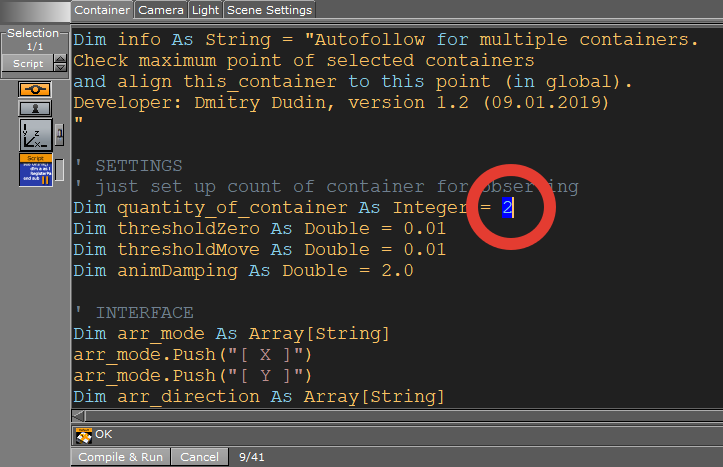 Container Camera Light Scene Settings
Selection
1/1
Script
Dim info As String = "Autofollow for multiple containers.
Check maximum point of selected containers
and align this_container to this point (in global).
Developer: Dmitry Dudin, version 1.2 (09.01.2019)
"
' SETTINGS
' just set up count of container for observing
Dim quantity_of_container As Integer = 2
Dim thresholdZero As Double = 0.01
Dim thresholdMove As Double = 0.01
Dim animDamping As Double = 2.0
' INTERFACE
Dim arr_mode As Array[String]
arr_mode.Push("[ X ]")
arr_mode.Push("[ Y ]")
Dim arr_direction As Array[String]
Script
OK
Compile & Run Cancel 9/41